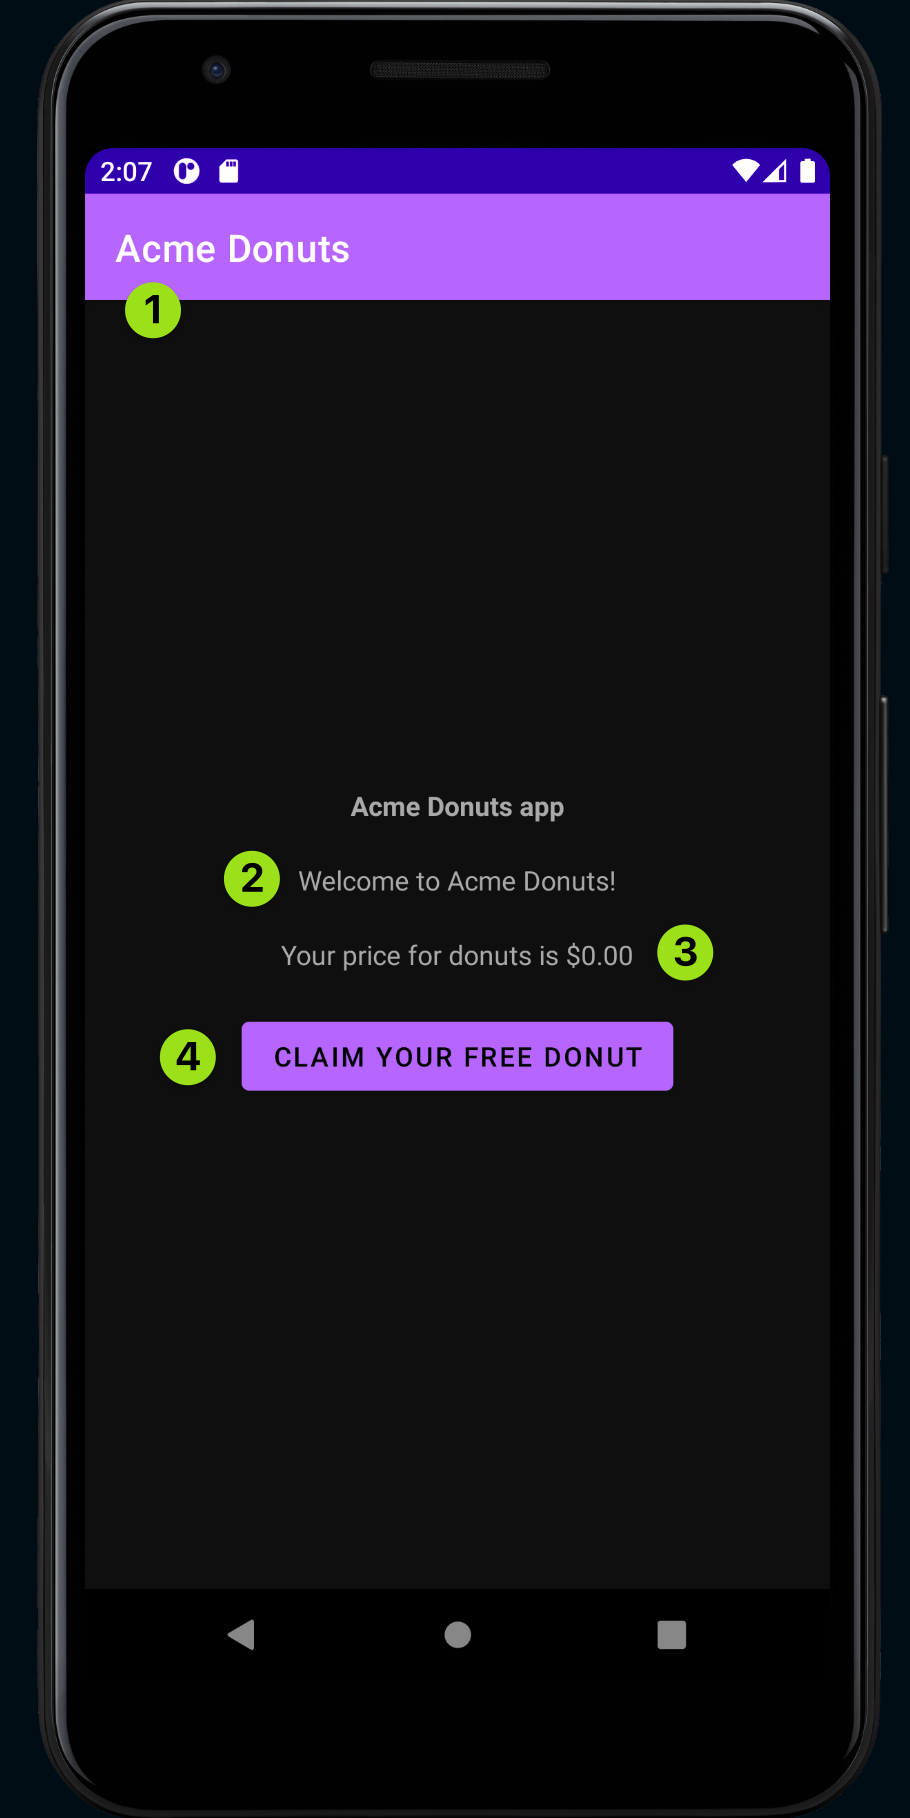 2:07
Acme Donuts
1
Acme Donuts app
2 Welcome to Acme Donuts!
Your price for donuts is $0.00 3
4 CLAIM YOUR FREE DONUT